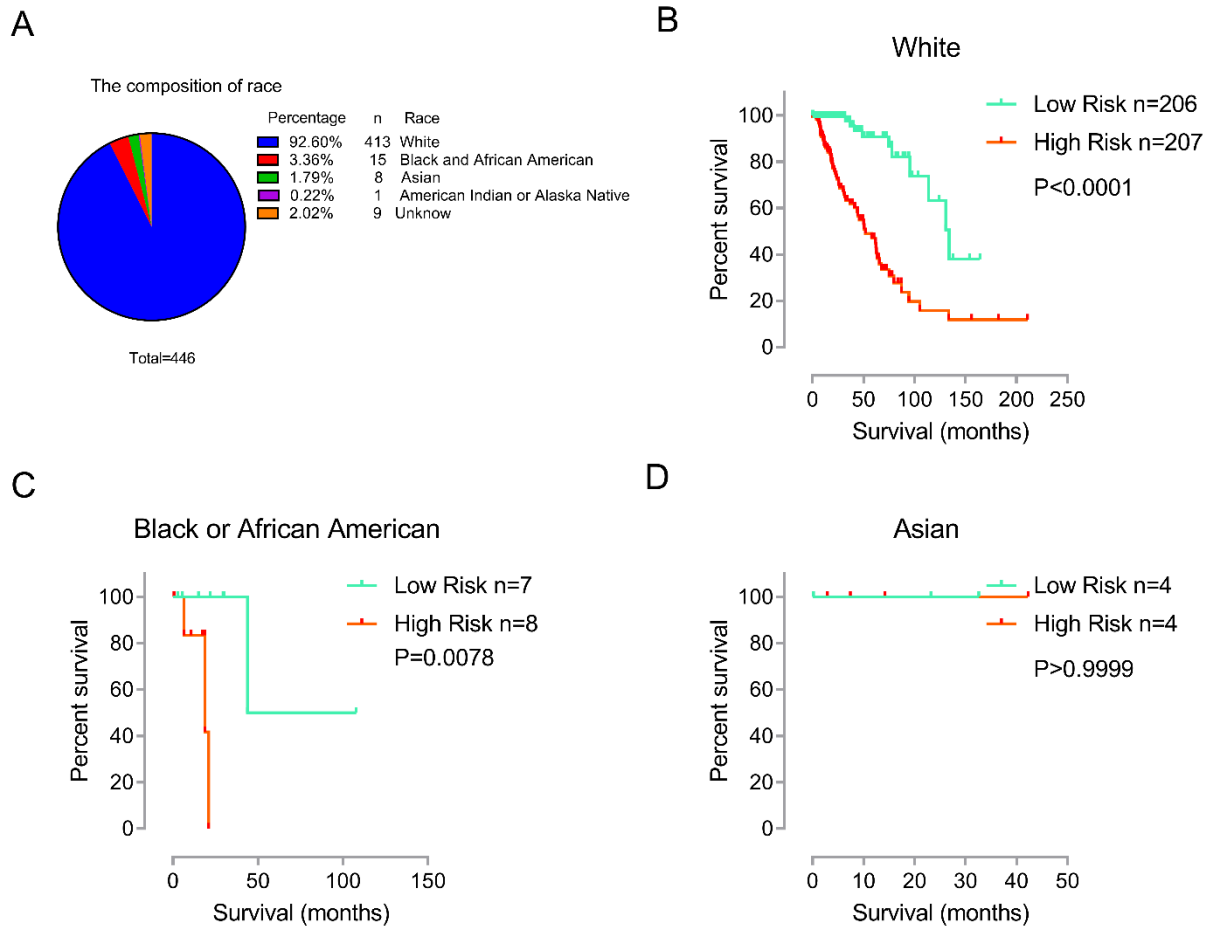 A
The composition of race
Percentage n Race
92.60% 413 White
3.36% 15 Black and African American
1.79% 8 Asian
0.22% 1 American Indian or Alaska Native
2.02% 9 Unknow
Total=446
B
White
Low Risk n=206
High Risk n=207
P<0.0001
Percent survival
100
80
60
40
20
0
0 50 100 150 200 250
Survival (months)
C
Black or African American
Low Risk n=7
High Risk n=8
P=0.0078
Percent survival
100
80
60
40
20
0
0 50 100 150
Survival (months)
D
Asian
Low Risk n=4
High Risk n=4
P>0.9999
Percent survival
100
80
60
40
20
0
0 10 20 30 40 50
Survival (months)